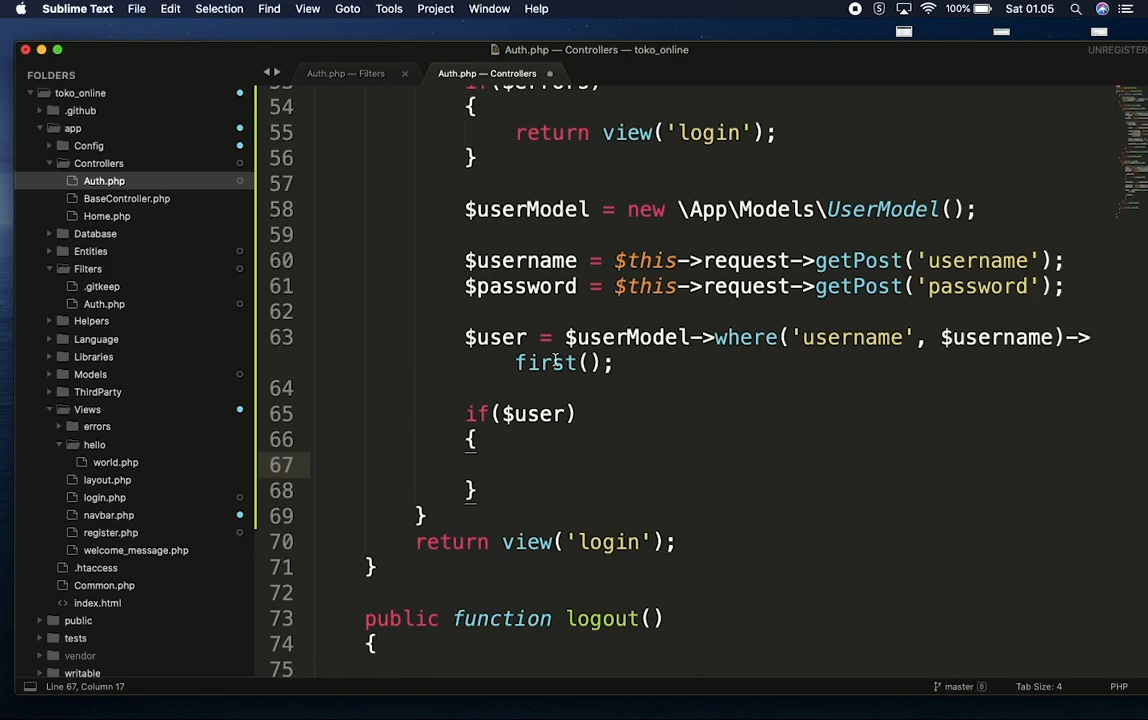 Sublime Text File Edit Selection Find View Goto Tools Project Window Help 100% Sat 01.05
Auth.php — Controllers — toko_online
UNREGISTER
FOLDERS
Auth.php — Filters
Auth.php — Controllers
toko_online
.github
app
Config
Controllers
Auth.php
BaseController.php
Home.php
Database
Entities
Filters
.gitkeep
Auth.php
Helpers
Language
Libraries
Models
ThirdParty
Views
errors
hello
world.php
layout.php
login.php
navbar.php
register.php
welcome_message.php
.htaccess
Common.php
index.html
public
tests
vendor
writable
54 {
55 return view('login');
56 }
57
58 $userModel = new \App\Models\UserModel();
59
60 $username = $this->request->getPost('username');
61 $password = $this->request->getPost('password');
62
63 $user = $userModel->where('username', $username)->
first();
64
65 if($user)
66 {
67
68 }
69 }
70 return view('login');
71 }
72
73 public function logout()
74 {
75
Line 67, Column 17
master 8
Tab Size: 4
PHP